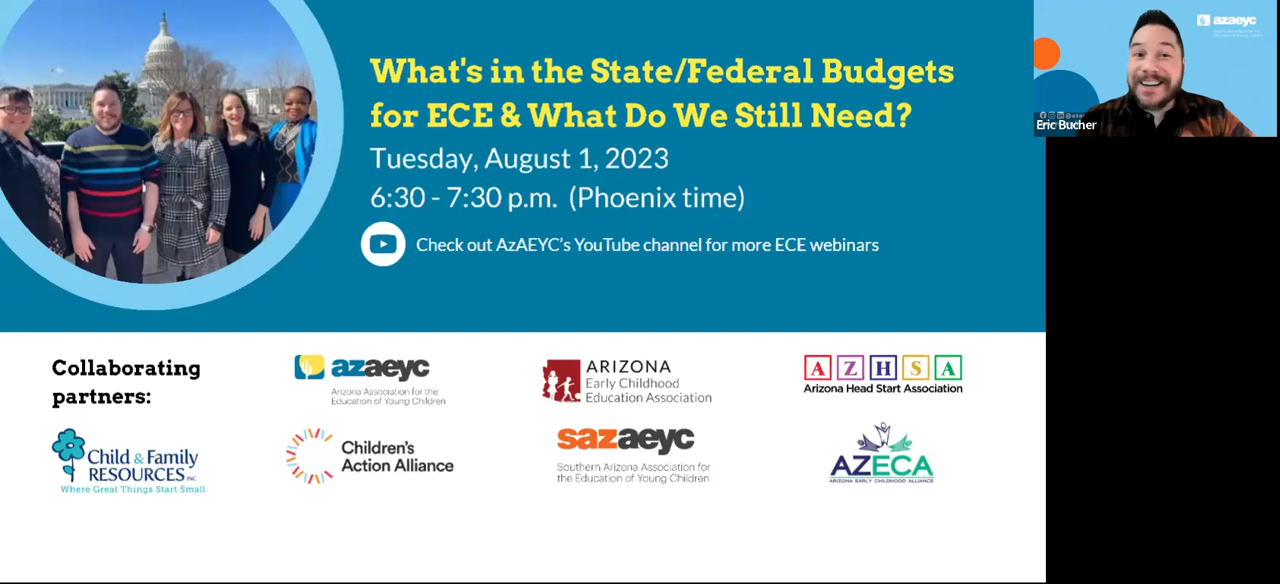 What's in the State/Federal Budgets
for ECE & What Do We Still Need?
Tuesday, August 1, 2023
6:30 - 7:30 p.m. (Phoenix time)
Check out AzAEYC's YouTube channel for more ECE webinars
azaeyc
Eric Bucher
Collaborating
partners:
azaeyc
Arizona Association for the
Education of Young Children
ARIZONA
Early Childhood
Education Association
AZHSA
Arizona Head Start Association
Child & Family
RESOURCES INC.
Where Great Things Start Small
Children's
Action Alliance
sazaeyc
Southern Arizona Association for
the Education of Young Children
AZECA
ARIZONA EARLY CHILDHOOD ALLIANCE